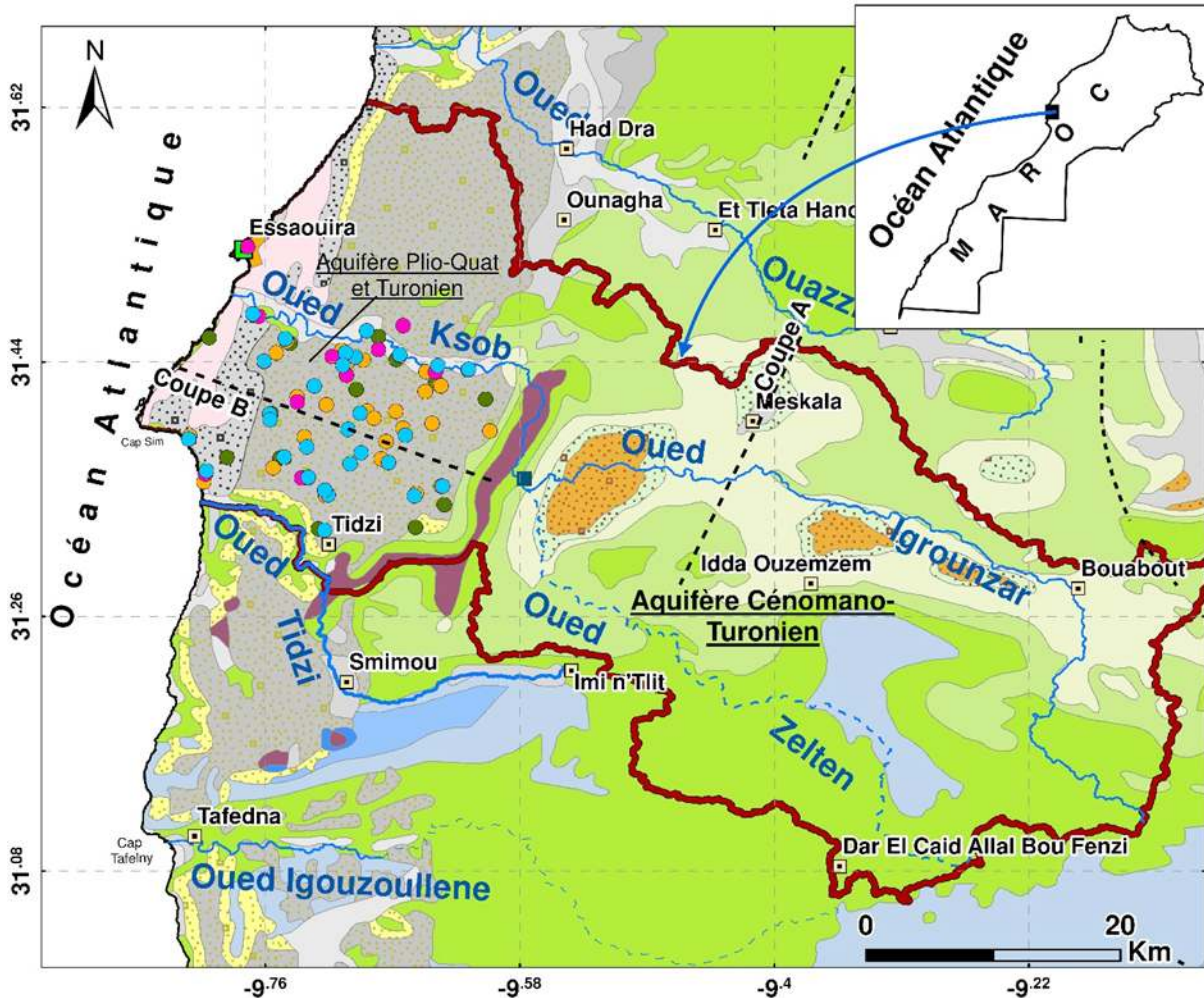 N
Océan Atlantique
M A R O C
Océan Atlantique
31.62
31.44
31.26
31.08
Oued
Had Dra
Ounagha
Et Tleta Hanc
Ouazz
Essaouira
Aquifère Plio-Quat
et Turonien
Oued
Ksob
Coupe A
Meskala
Coupe B
Cap Sim
Oued
Igrounzar
Tidzi
Oued
Tidzi
Idda Ouzemzem
Bouabout
Aquifère Cénomano-
Turonien
Oued
Zelten
Smimou
Imi n'Tlit
Tafedna
Cap
Tafelny
Oued Igouzoullene
Dar El Caid Allal Bou Fenzi
0 20
Km
-9.76 -9.58 -9.4 -9.22